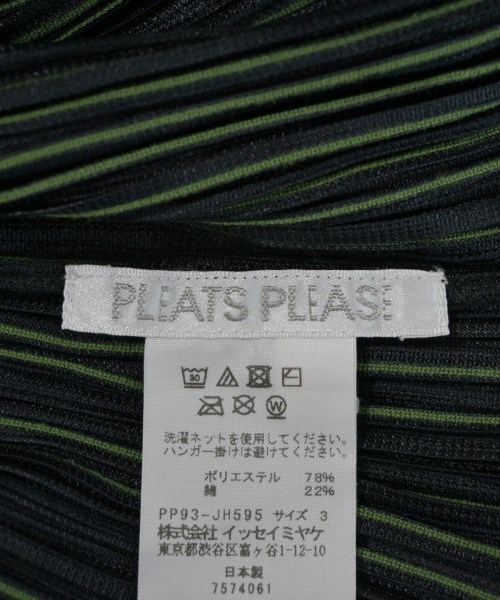 PLEATS PLEASE
30
W
洗濯ネットを使用してください。
ハンガー掛けは避けてください。
ポリエステル 78%
綿 22%
PP93-JH595 サイズ 3
株式会社 イッセイミヤケ
東京都渋谷区富ヶ谷1-12-10
日本製
7574061